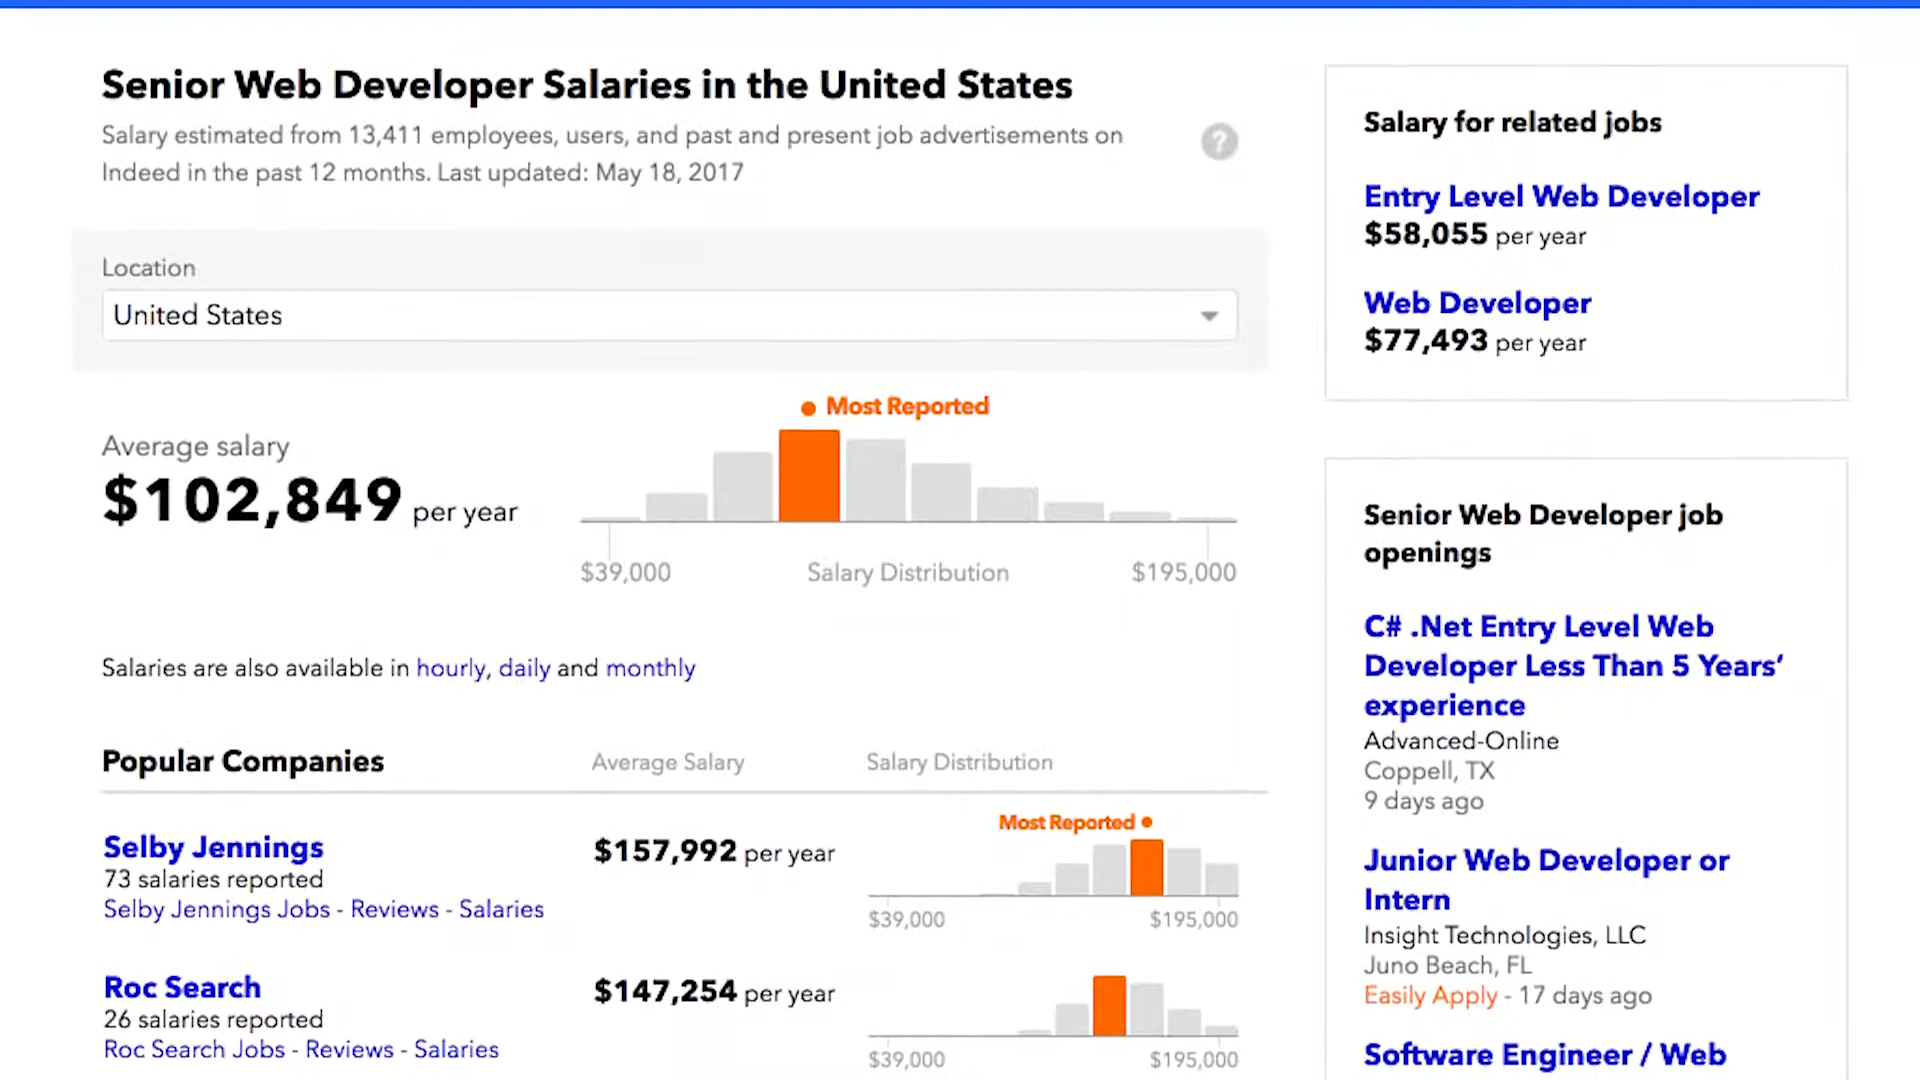 Senior Web Developer Salaries in the United States
Salary estimated from 13,411 employees, users, and past and present job advertisements on
Indeed in the past 12 months. Last updated: May 18, 2017
?
Location
United States
Most Reported
Average salary
$102,849 per year
$39,000 Salary Distribution $195,000
Salaries are also available in hourly, daily and monthly
Popular Companies Average Salary Salary Distribution
Most Reported
Selby Jennings $157,992 per year
73 salaries reported
Selby Jennings Jobs - Reviews - Salaries
$39,000 $195,000
Roc Search $147,254 per year
26 salaries reported
Roc Search Jobs - Reviews - Salaries
$39,000 $195,000
Salary for related jobs
Entry Level Web Developer
$58,055 per year
Web Developer
$77,493 per year
Senior Web Developer job
openings
C# .Net Entry Level Web
Developer Less Than 5 Years'
experience
Advanced-Online
Coppell, TX
9 days ago
Junior Web Developer or
Intern
Insight Technologies, LLC
Juno Beach, FL
Easily Apply - 17 days ago
Software Engineer / Web